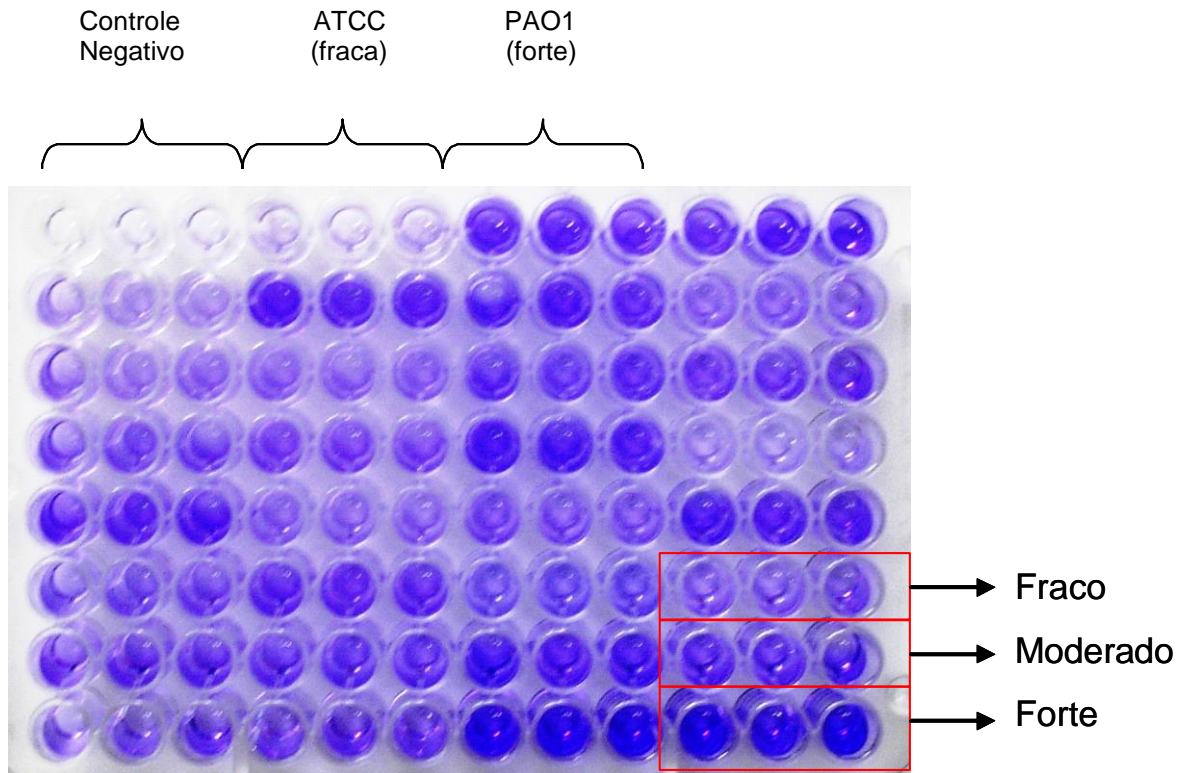 Controle
Negativo
ATCC
(fraca)
PAO1
(forte)
Fraco
Moderado
Forte